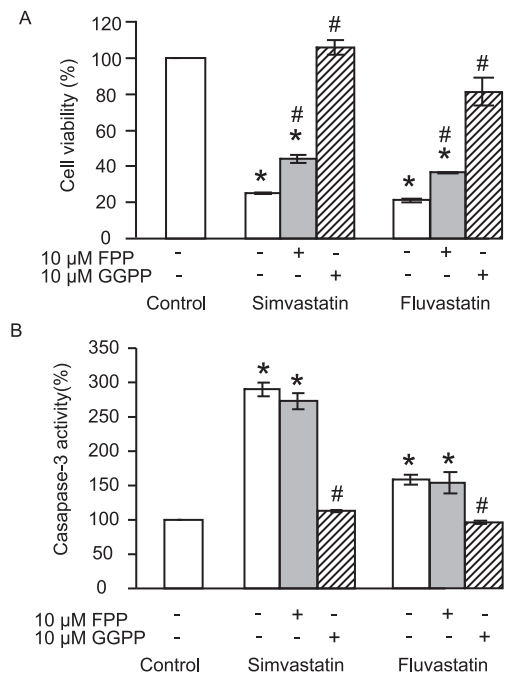 A
Cell viability (%)
120
100
80
60
40
20
0
* # * # * # * #
10 µM FPP - - + - - + -
10 µM GGPP - - - + - - +
Control Simvastatin Fluvastatin
B
Casapase-3 activity(%)
350
300
250
200
150
100
50
0
* * # * * #
10 µM FPP - - + - - + -
10 µM GGPP - - - + - - +
Control Simvastatin Fluvastatin